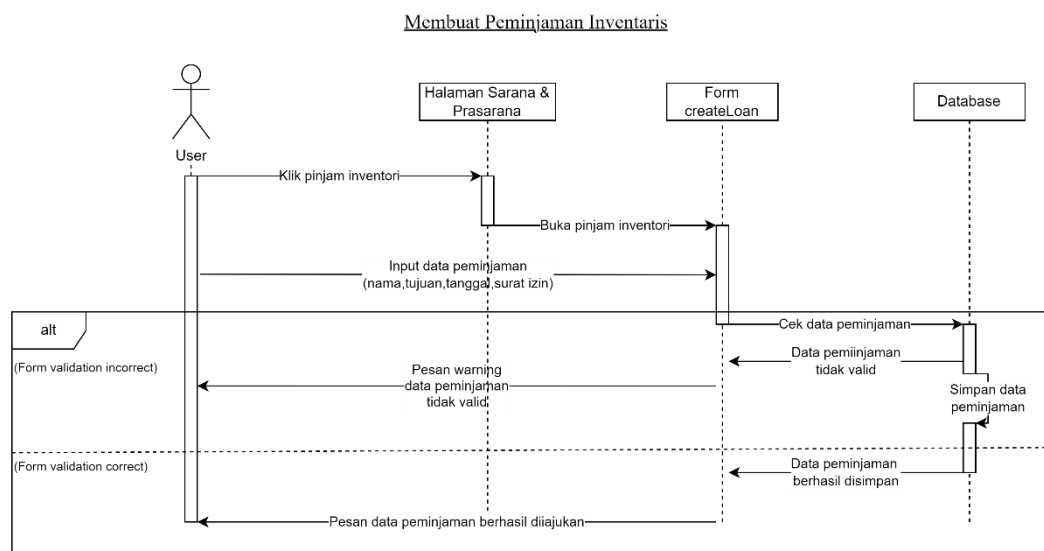 Membuat Peminjaman Inventaris
Halaman Sarana &
Prasarana
Form
createLoan
Database
User
Klik pinjam inventori
Buka pinjam inventori
Input data peminjaman
(nama,tujuan,tanggal,surat izin)
alt
Cek data peminjaman
(Form validation incorrect)
Data pemiinjaman
tidak valid
Pesan warning
data peminjaman
tidak valid
Simpan data
peminjaman
(Form validation correct)
Data peminjaman
berhasil disimpan
Pesan data peminjaman berhasil diiajukan